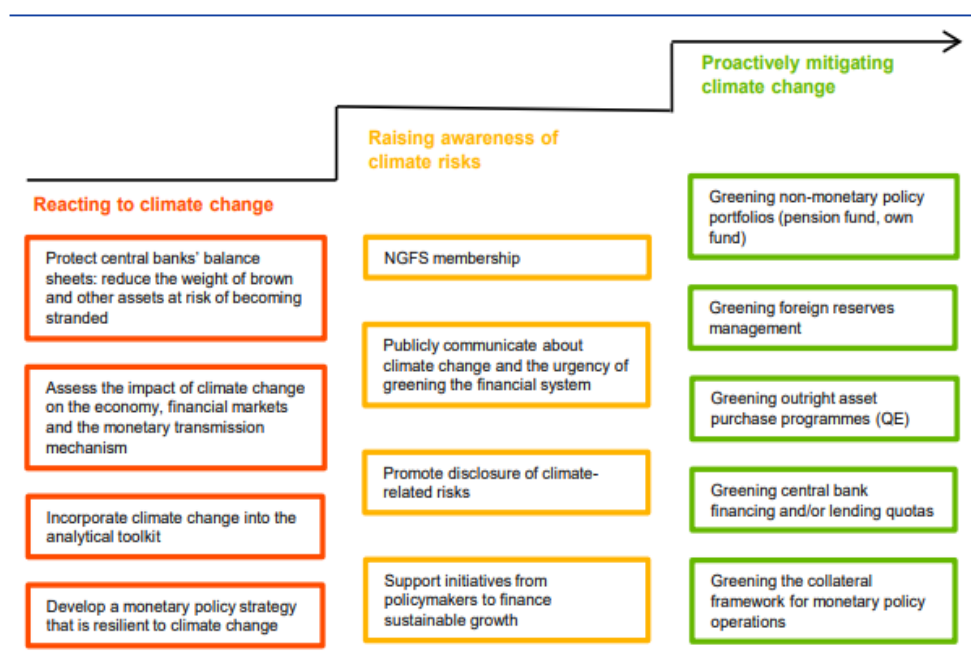 Reacting to climate change
Protect central banks' balance
sheets: reduce the weight of brown
and other assets at risk of becoming
stranded
Assess the impact of climate change
on the economy, financial markets
and the monetary transmission
mechanism
Incorporate climate change into the
analytical toolkit
Develop a monetary policy strategy
that is resilient to climate change
Raising awareness of
climate risks
NGFS membership
Publicly communicate about
climate change and the urgency of
greening the financial system
Promote disclosure of climate-
related risks
Support initiatives from
policymakers to finance
sustainable growth
Proactively mitigating
climate change
Greening non-monetary policy
portfolios (pension fund, own
fund)
Greening foreign reserves
management
Greening outright asset
purchase programmes (QE)
Greening central bank
financing and/or lending quotas
Greening the collateral
framework for monetary policy
operations